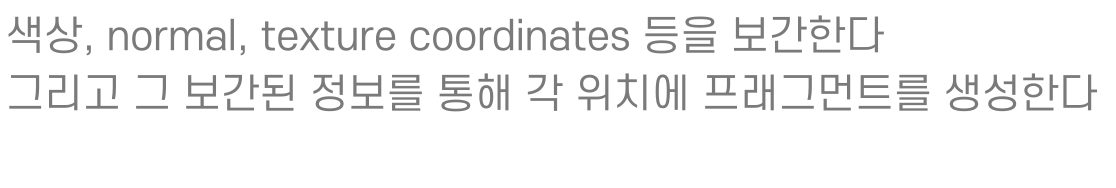 색상, normal, texture coordinates 등을 보간한다
그리고 그 보간된 정보를 통해 각 위치에 프래그먼트를 생성한다